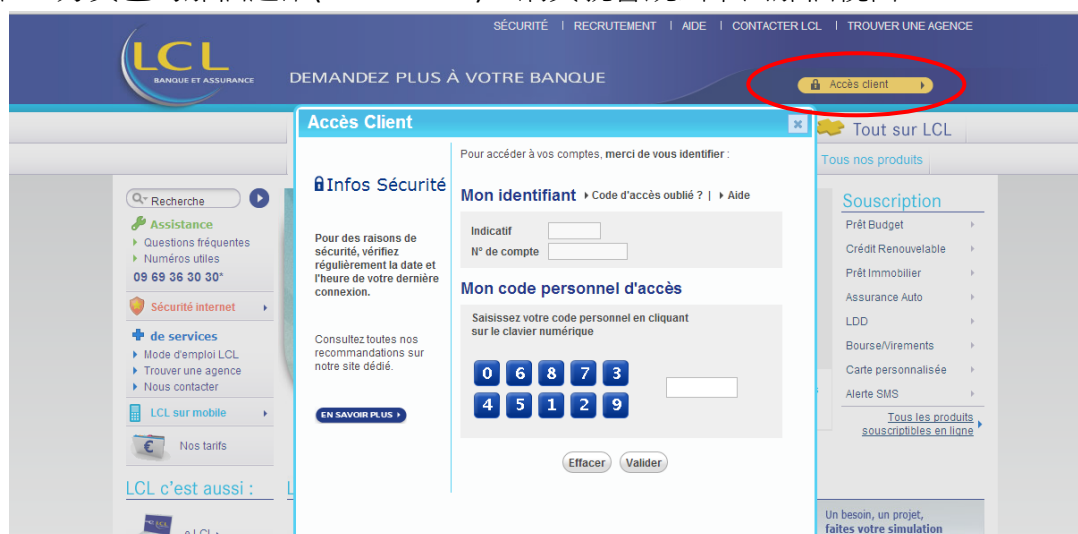 SÉCURITÉ | RECRUTEMENT | AIDE | CONTACTER LCL | TROUVER UNE AGENCE
LCL
BANQUE ET ASSURANCE
DEMANDEZ PLUS À VOTRE BANQUE
Accès client
Accès Client
Tout sur LCL
Tous nos produits
Recherche
Assistance
Questions fréquentes
Numéros utiles
09 69 36 30 30*
Sécurité internet
de services
Mode d'emploi LCL
Trouver une agence
Nous contacter
LCL sur mobile
Nos tarifs
LCL c'est aussi :
Infos Sécurité
Pour des raisons de
sécurité, vérifiez
régulièrement la date et
l'heure de votre dernière
connexion.
Consultez toutes nos
recommandations sur
notre site dédié.
EN SAVOIR PLUS
Pour accéder à vos comptes, merci de vous identifier :
Mon identifiant Code d'accès oublié ? | Aide
Indicatif
N° de compte
Mon code personnel d'accès
Saisissez votre code personnel en cliquant
sur le clavier numérique
0 6 8 7 3
4 5 1 2 9
Effacer Valider
Souscription
Prêt Budget
Crédit Renouvelable
Prêt Immobilier
Assurance Auto
LDD
Bourse/Virements
Carte personnalisée
Alerte SMS
Tous les produits
souscriptibles en ligne
Un besoin, un projet,
faites votre simulation